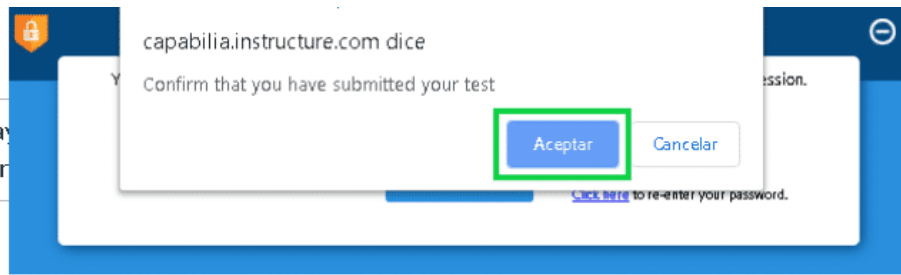 capabilia.instructure.com dice
Y
ession.
Confirm that you have submitted your test
Aceptar
Cancelar
Click here to re-enter your password.